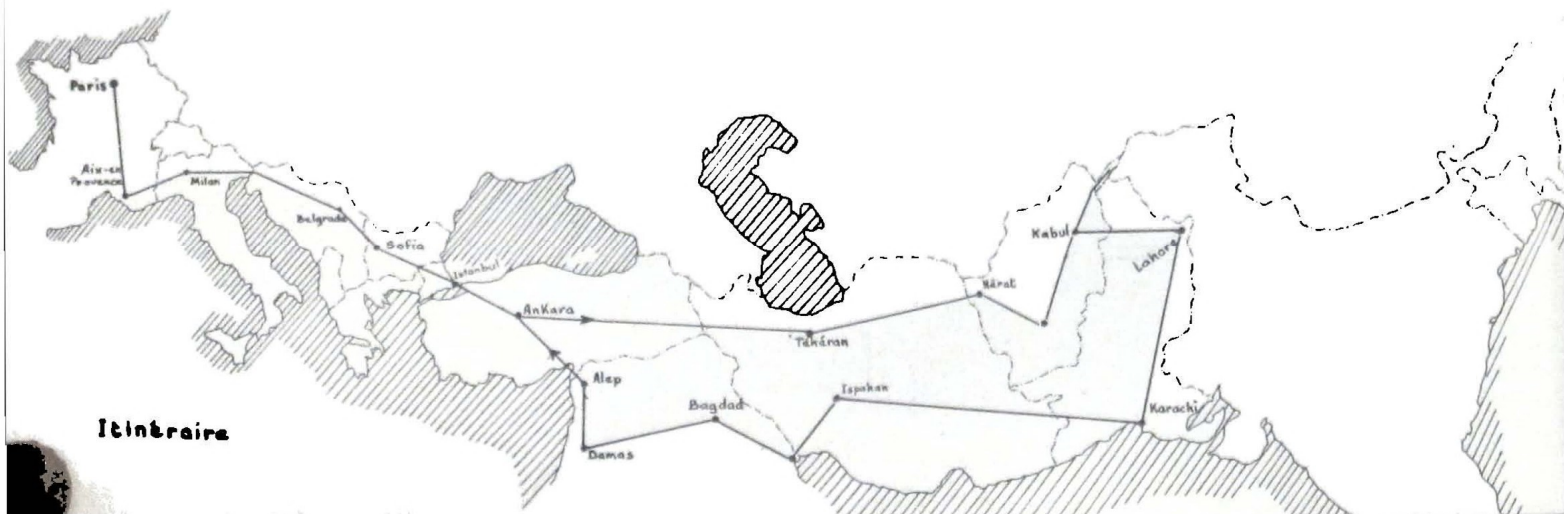 Paris
Aix-en
Provence
Milan
Belgrade
Sofia
Istanbul
Ankara
Téhéran
Hérat
Kabul
Lahore
Alep
Bagdad
Ispahan
Karachi
Damas
Itinéraire